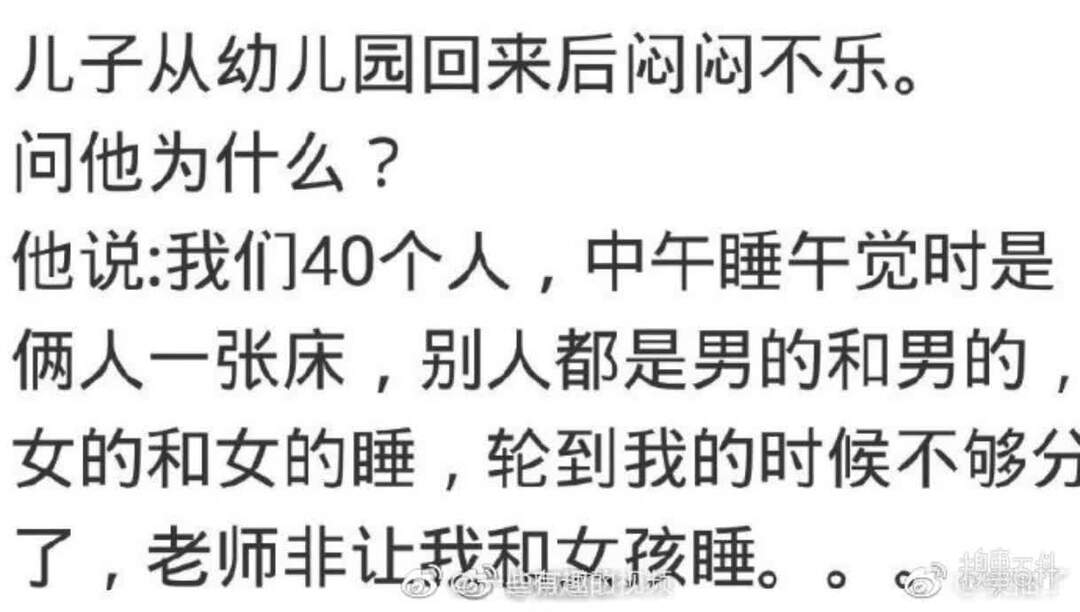 儿子从幼儿园回来后闷闷不乐。
问他为什么？
他说:我们40个人，中午睡午觉时是
俩人一张床，别人都是男的和男的，
女的和女的睡，轮到我的时候不够分
了，老师非让我和女孩睡。。。
有趣的视频